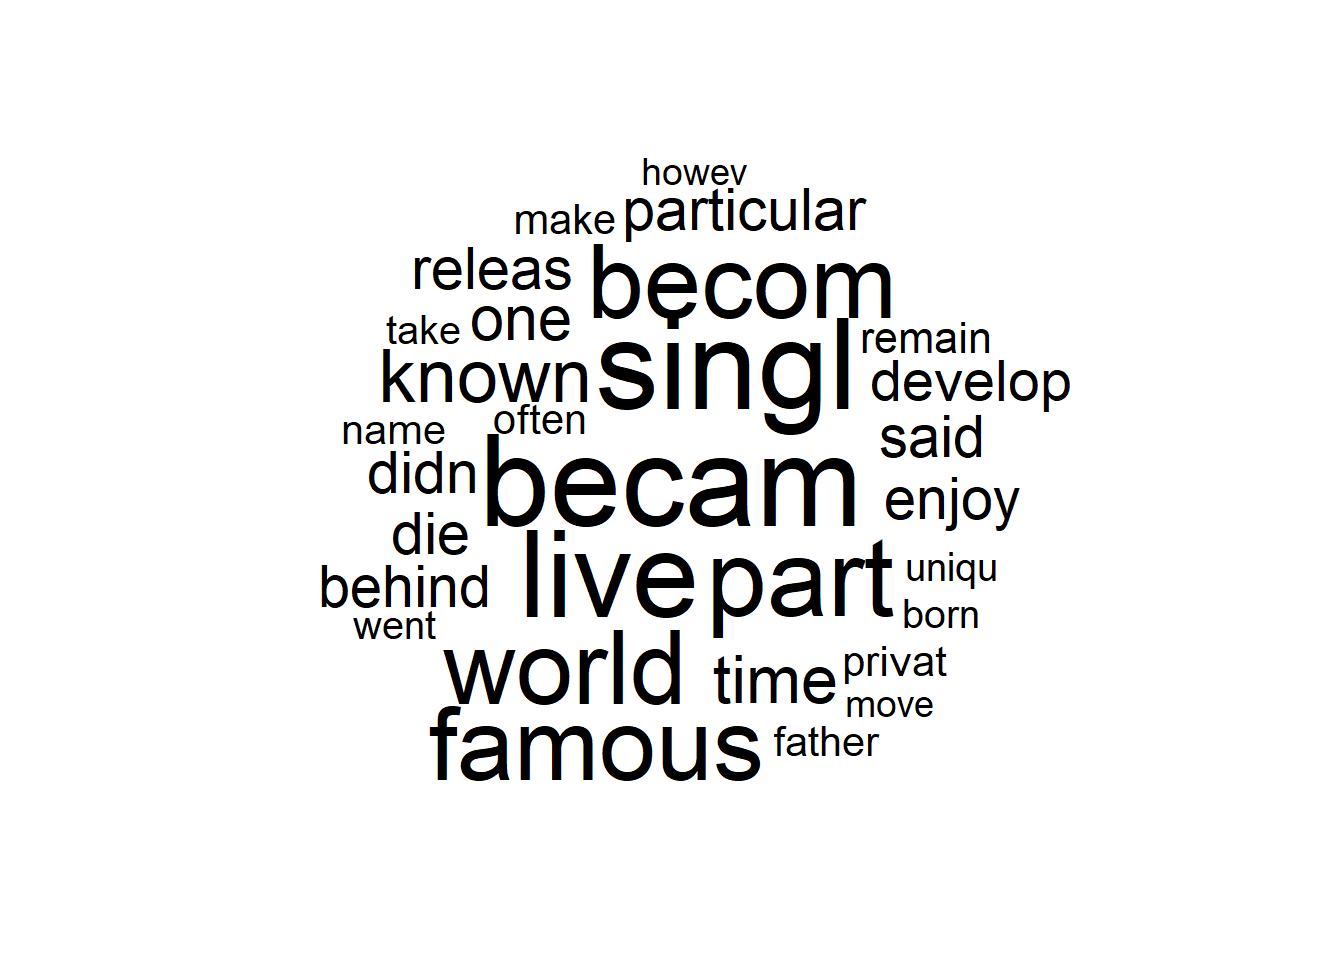 howev
make particular
releas becom
take one
singl remain
known develop
often
name said
didn becam enjoy
die
live part uniqu
behind born
went
world time privat
move
famous father